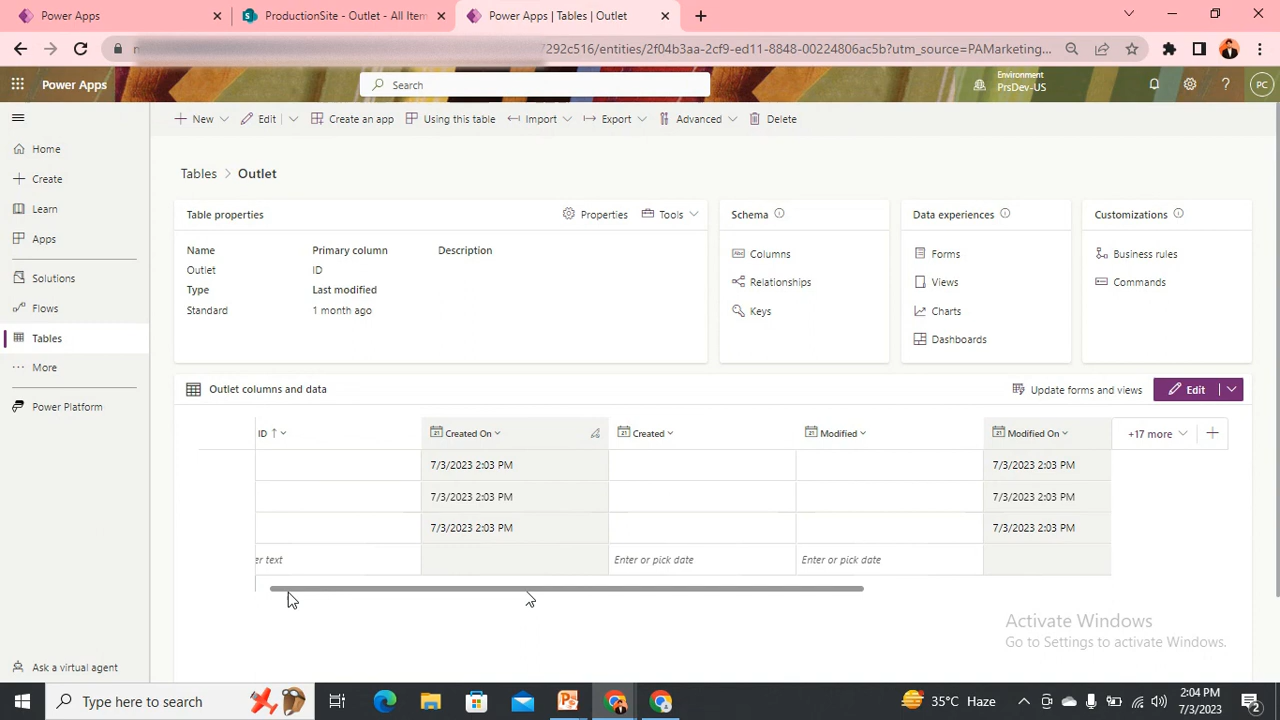 Power Apps
ProductionSite - Outlet - All Item
Power Apps | Tables | Outlet
7292c516/entities/2f04b3aa-2cf9-ed11-8848-00224806ac5b?utm_source=PAMarketing...
Power Apps
Search
Environment
PrsDev-US
PC
New
Edit
Create an app
Using this table
Import
Export
Advanced
Delete
Home
Create
Learn
Apps
Solutions
Flows
Tables
More
Power Platform
Ask a virtual agent
Tables > Outlet
Table properties
Properties
Tools
Name
Primary column
Description
Outlet
ID
Type
Last modified
Standard
1 month ago
Schema
Columns
Relationships
Keys
Data experiences
Forms
Views
Charts
Dashboards
Customizations
Business rules
Commands
Outlet columns and data
Update forms and views
Edit
ID ↑
Created On
Created
Modified
Modified On
+17 more
7/3/2023 2:03 PM
7/3/2023 2:03 PM
7/3/2023 2:03 PM
7/3/2023 2:03 PM
7/3/2023 2:03 PM
7/3/2023 2:03 PM
er text
Enter or pick date
Enter or pick date
Activate Windows
Go to Settings to activate Windows.
Type here to search
35°C Haze
2:04 PM
7/3/2023
2